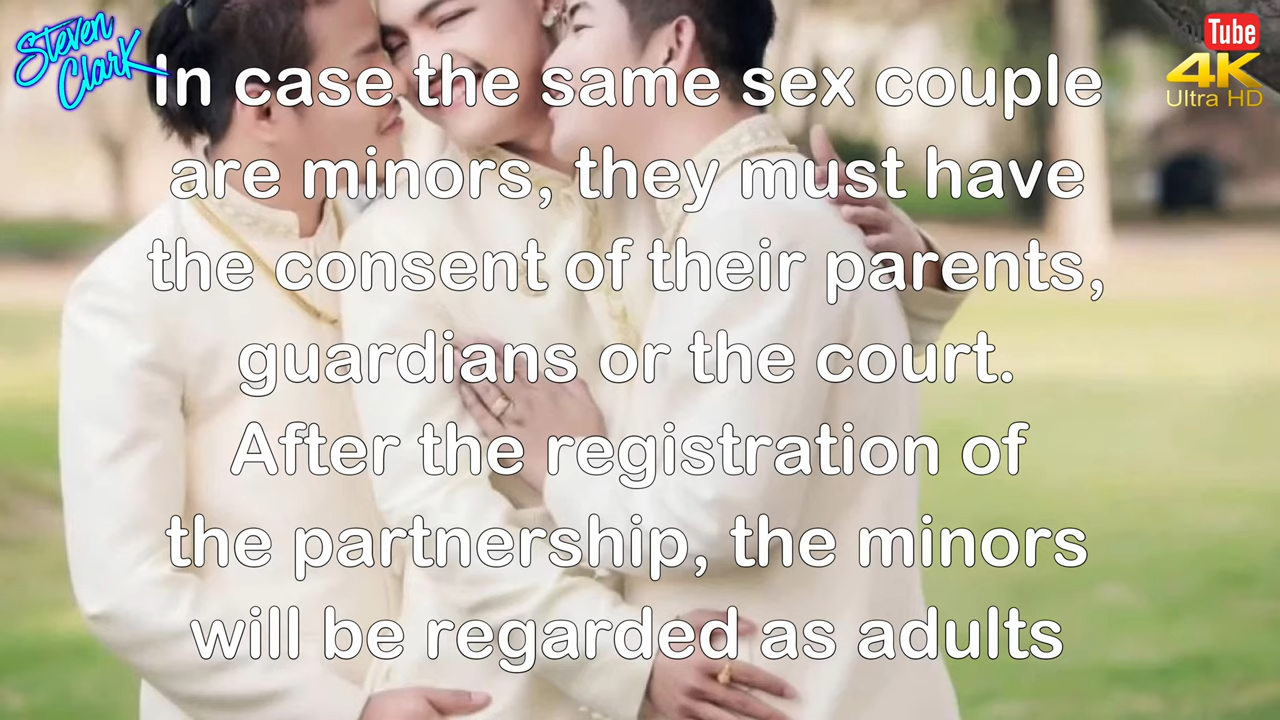 Steven
Clark
YouTube
4K
Ultra HD
In case the same sex couple
are minors, they must have
the consent of their parents,
guardians or the court.
After the registration of
the partnership, the minors
will be regarded as adults